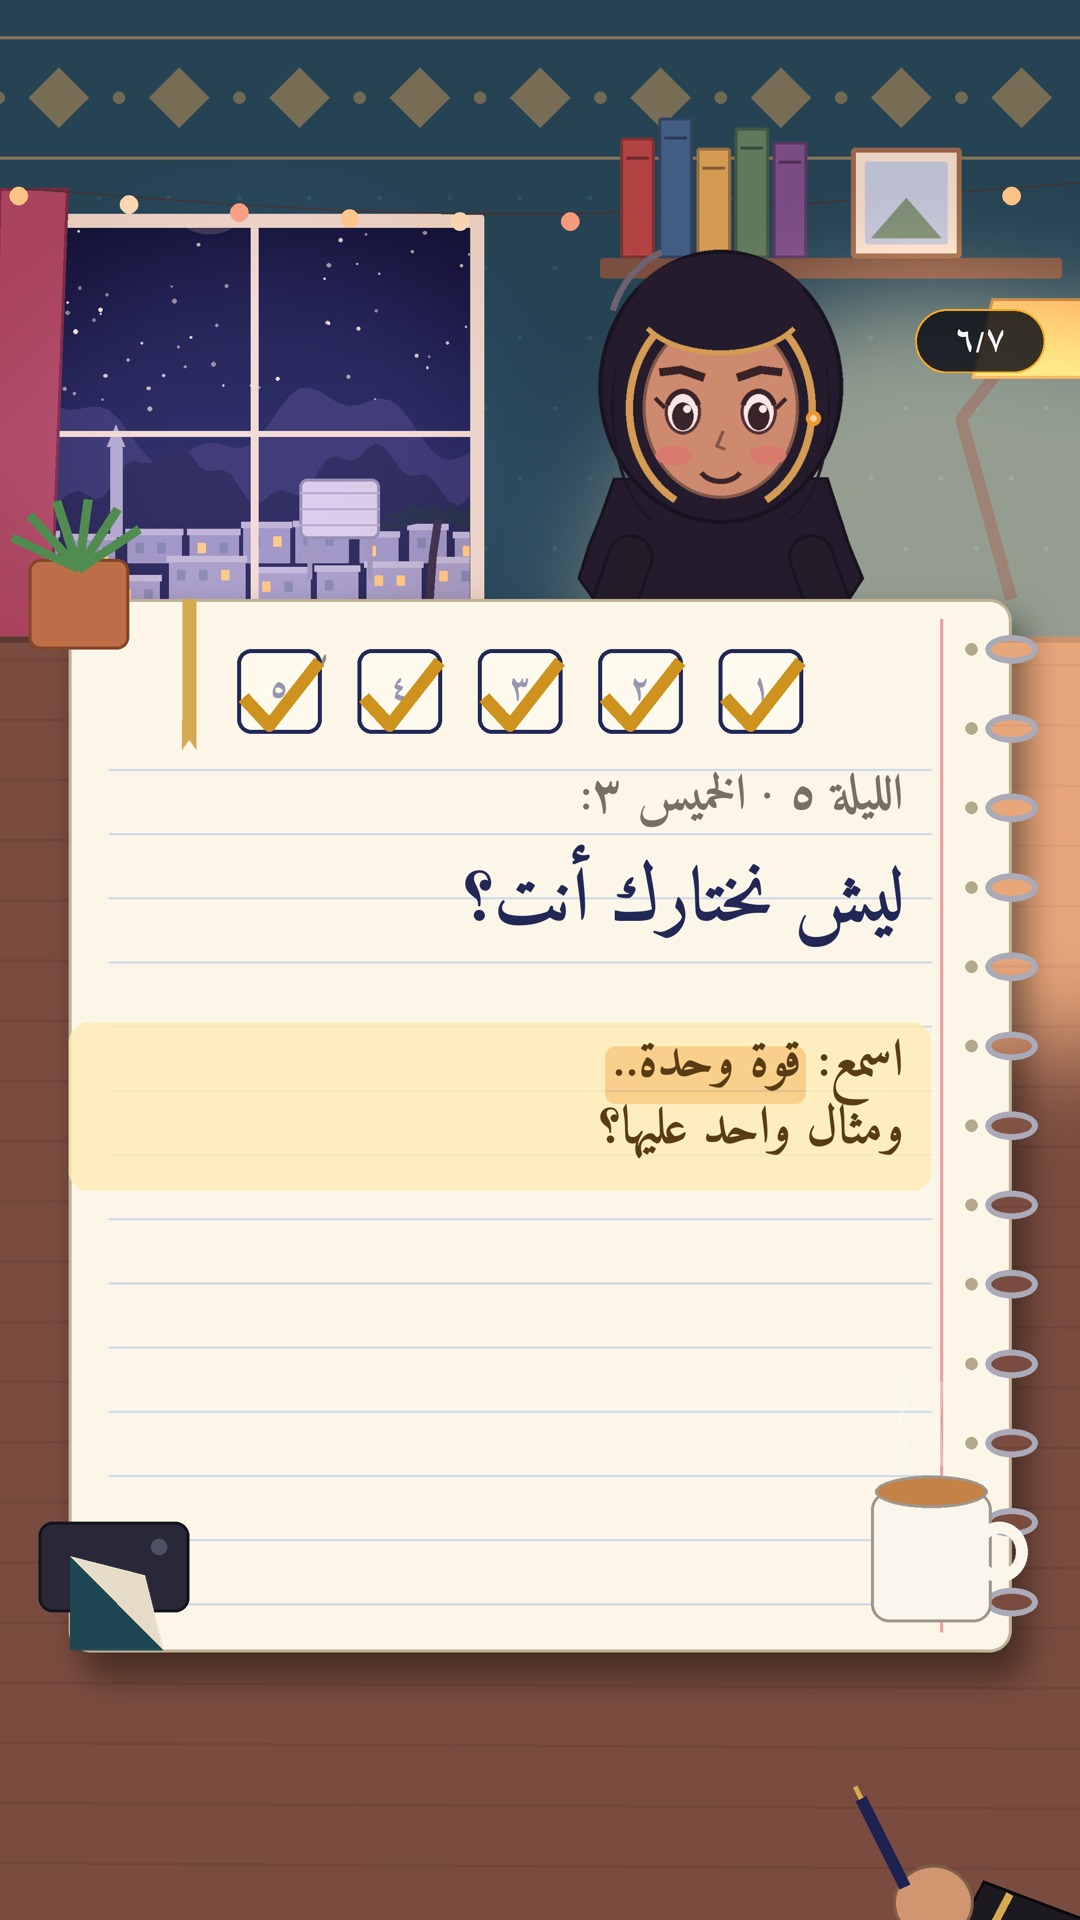 ٦/٧
١ ٢ ٣ ٤ ٥
الليلة ٥ · الخميس ٣:
ليش نختارك أنت؟
اسمع: قوة وحدة..
ومثال واحد عليها؟